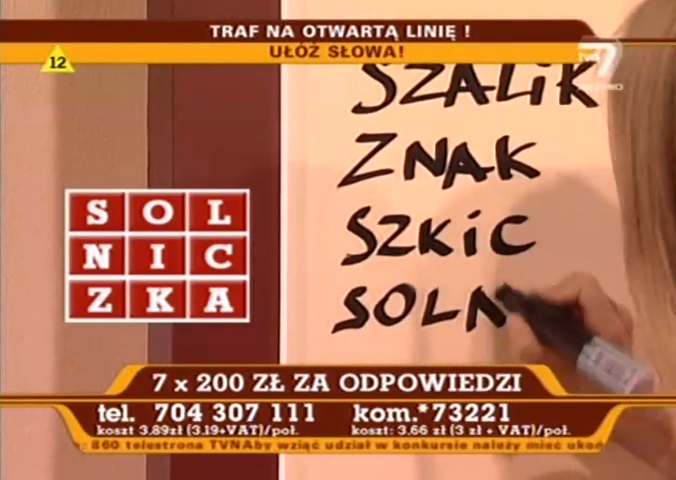 TRAF NA OTWARTĄ LINIĘ !
UŁÓŻ SŁOWA!
12
7
SZALIK
ZNAK
SZKIC
SOLN
S O L
N I C
Z K A
7 x 200 ZŁ ZA ODPOWIEDZI
tel. 704 307 111 kom.*73221
koszt 3.89zł (3.19+VAT)/poł. koszt: 3.66 zł (3 zł + VAT)/poł.
: 860 telestrona TVNAby wziąć udział w konkursie należy mieć ukoń